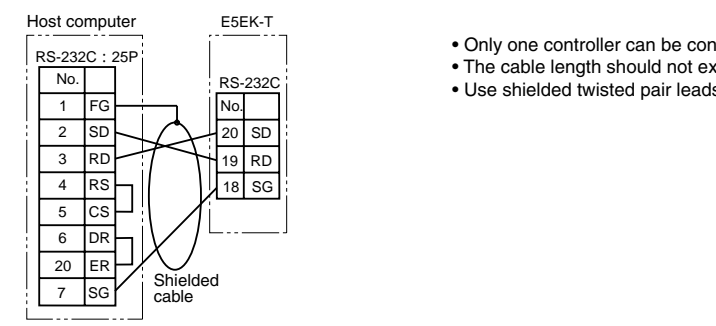 Host computer
E5EK-T
RS-232C : 25P
No.
1 FG
2 SD
3 RD
4 RS
5 CS
6 DR
20 ER
7 SG
RS-232C
No.
20 SD
19 RD
18 SG
Shielded
cable
• Only one controller can be
• The cable length should not
• Use shielded twisted pair leads